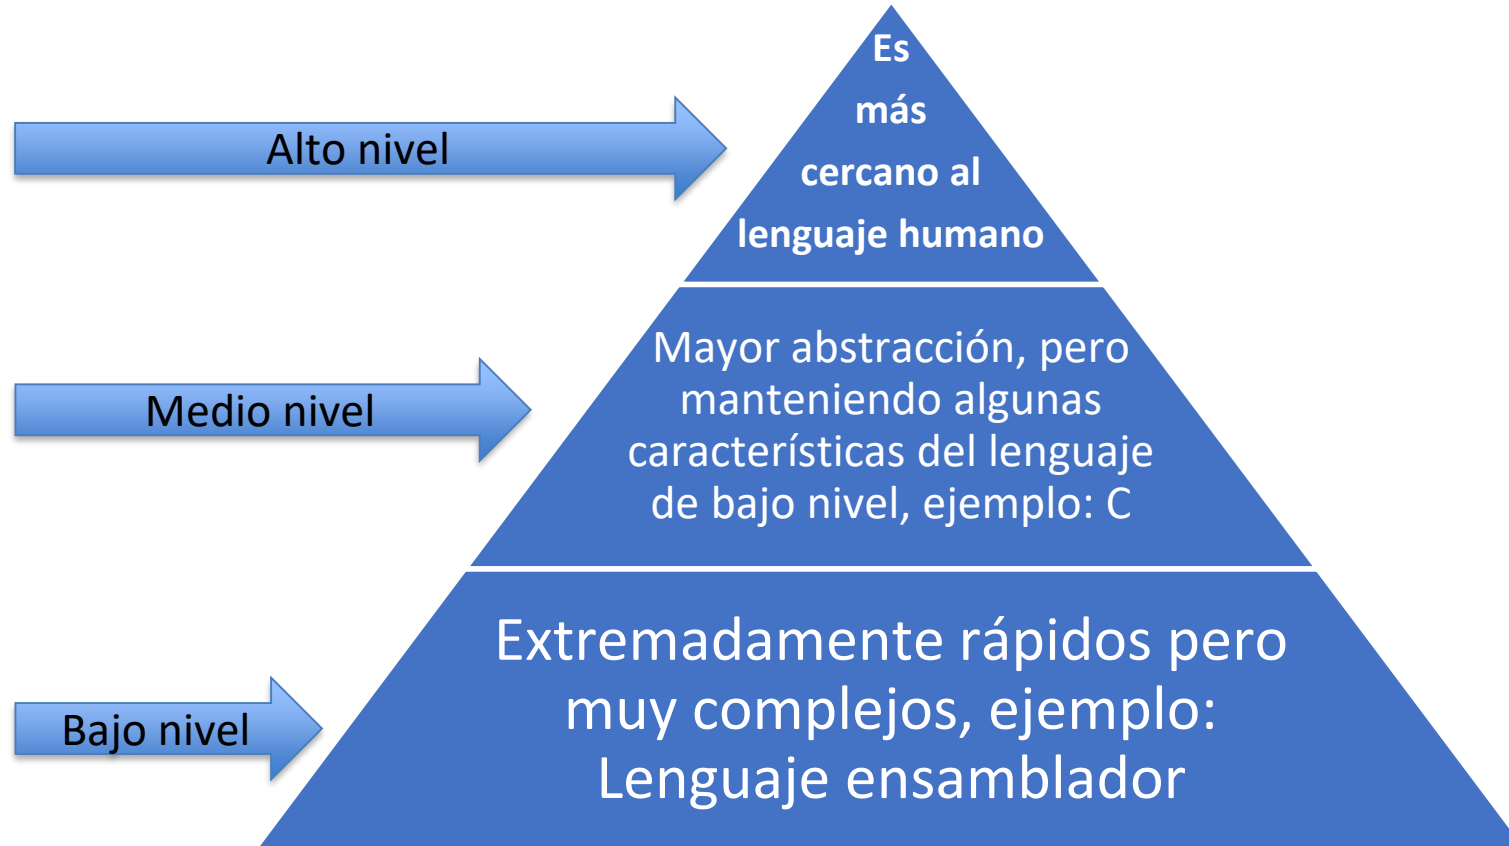 Es
más
cercano al
lenguaje humano
Alto nivel
Mayor abstracción, pero
manteniendo algunas
características del lenguaje
de bajo nivel, ejemplo: C
Medio nivel
Extremadamente rápidos pero
muy complejos, ejemplo:
Lenguaje ensamblador
Bajo nivel